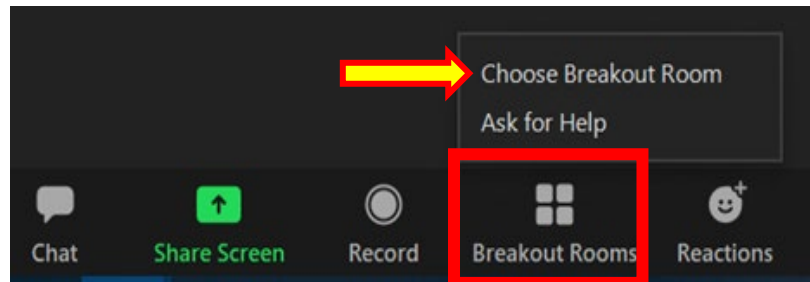 Choose Breakout Room
Ask for Help
Chat
Share Screen
Record
Breakout Rooms
Reactions